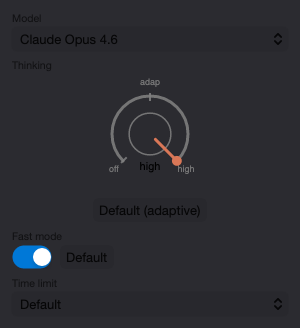 Model
Claude Opus 4.6
Thinking
adap
off
high
high
Default (adaptive)
Fast mode
Default
Time limit
Default